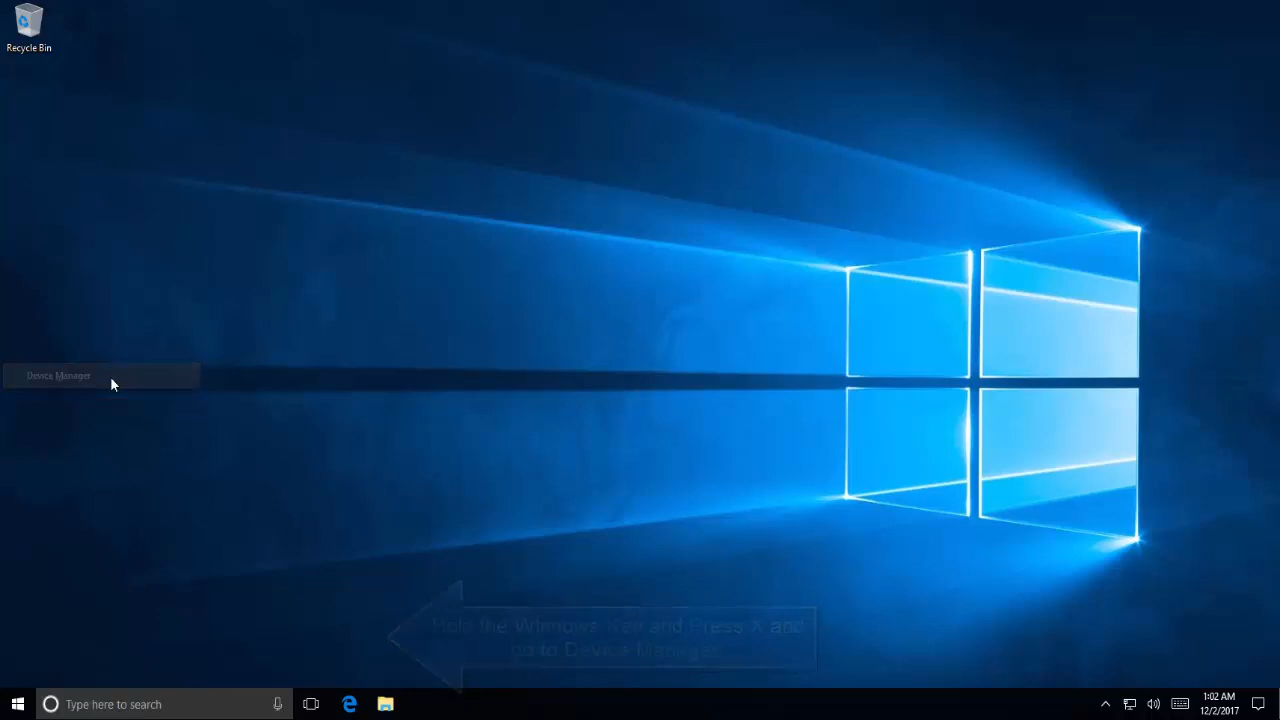 Recycle Bin
Device Manager
Hold the Windows Key and Press X and
go to Device Manager
Type here to search
1:02 AM
12/2/2017